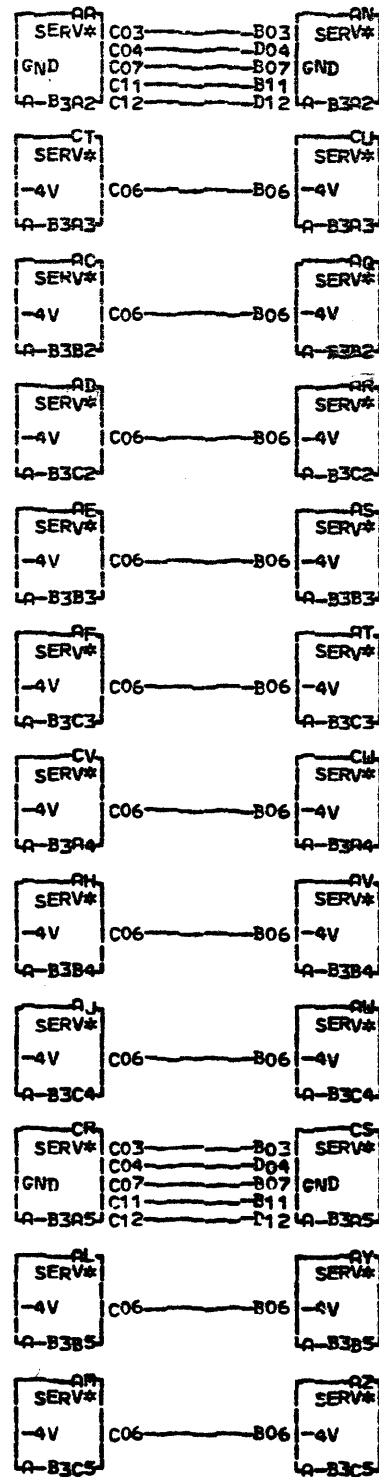 AA AN
SERV* C03 B03 SERV*
C04 D04
GND C07 B07 GND
C11 B11
A-B3A2 C12 D12 A-B3A2
CT CU
SERV* SERV*
-4V C06 B06 -4V
A-B3A3 A-B3A3
AC AQ
SERV* SERV*
-4V C06 B06 -4V
A-B3B2 A-B3B2
AD AR
SERV* SERV*
-4V C06 B06 -4V
A-B3C2 A-B3C2
AE AS
SERV* SERV*
-4V C06 B06 -4V
A-B3B3 A-B3B3
AF AT
SERV* SERV*
-4V C06 B06 -4V
A-B3C3 A-B3C3
CV CW
SERV* SERV*
-4V C06 B06 -4V
A-B3A4 A-B3A4
AH AV
SERV* SERV*
-4V C06 B06 -4V
A-B3B4 A-B3B4
AJ AW
SERV* SERV*
-4V C06 B06 -4V
A-B3C4 A-B3C4
CR CS
SERV* C03 B03 SERV*
C04 D04
GND C07 B07 GND
C11 B11
A-B3A5 C12 D12 A-B3A5
AL AY
SERV* SERV*
-4V C06 B06 -4V
A-B3B5 A-B3B5
AM AZ
SERV* SERV*
-4V C06 B06 -4V
A-B3C5 A-B3C5